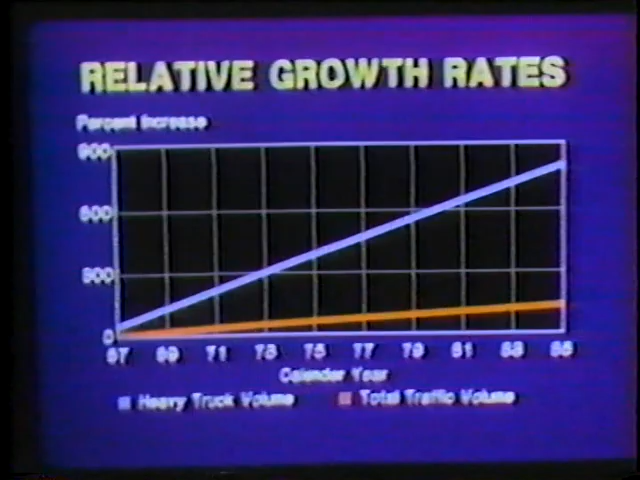 RELATIVE GROWTH RATES
Percent Increase
900
600
300
0
67 69 71 73 75 77 79 81 83 85
Calendar Year
Heavy Truck Volume Total Traffic Volume